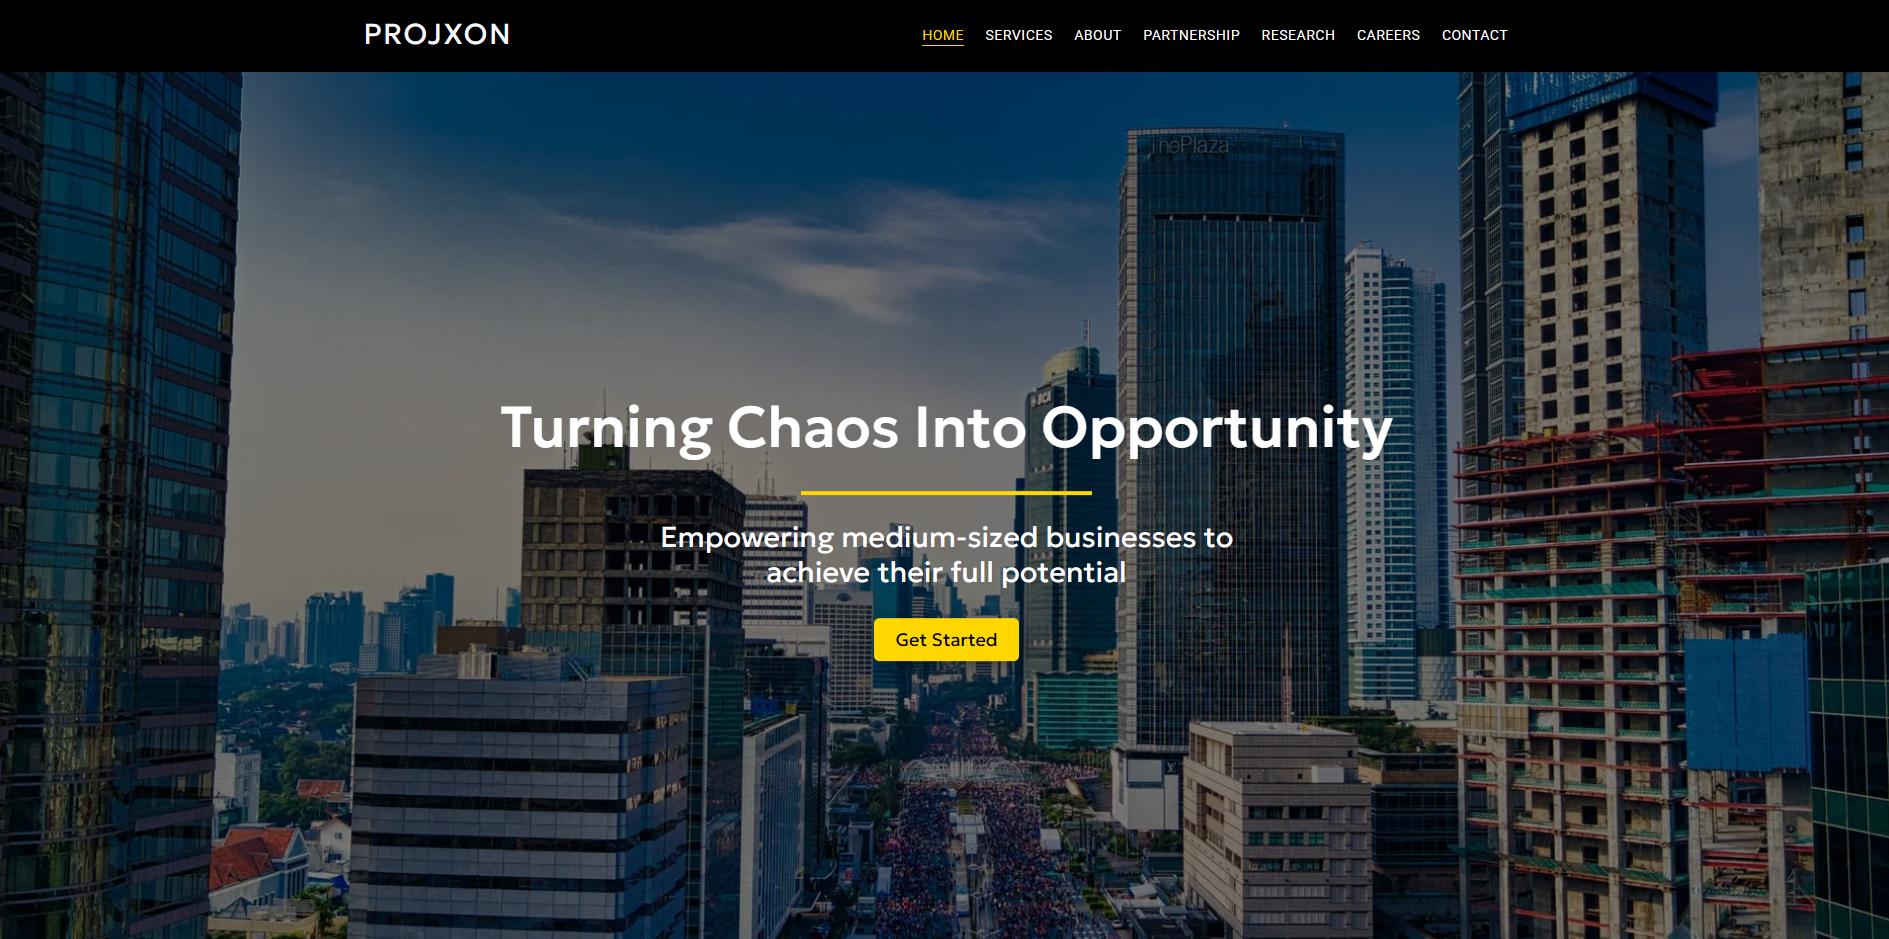 PROJXON
HOME SERVICES ABOUT PARTNERSHIP RESEARCH CAREERS CONTACT
ThePlaza
BCA
Turning Chaos Into Opportunity
Empowering medium-sized businesses to
achieve their full potential
Get Started